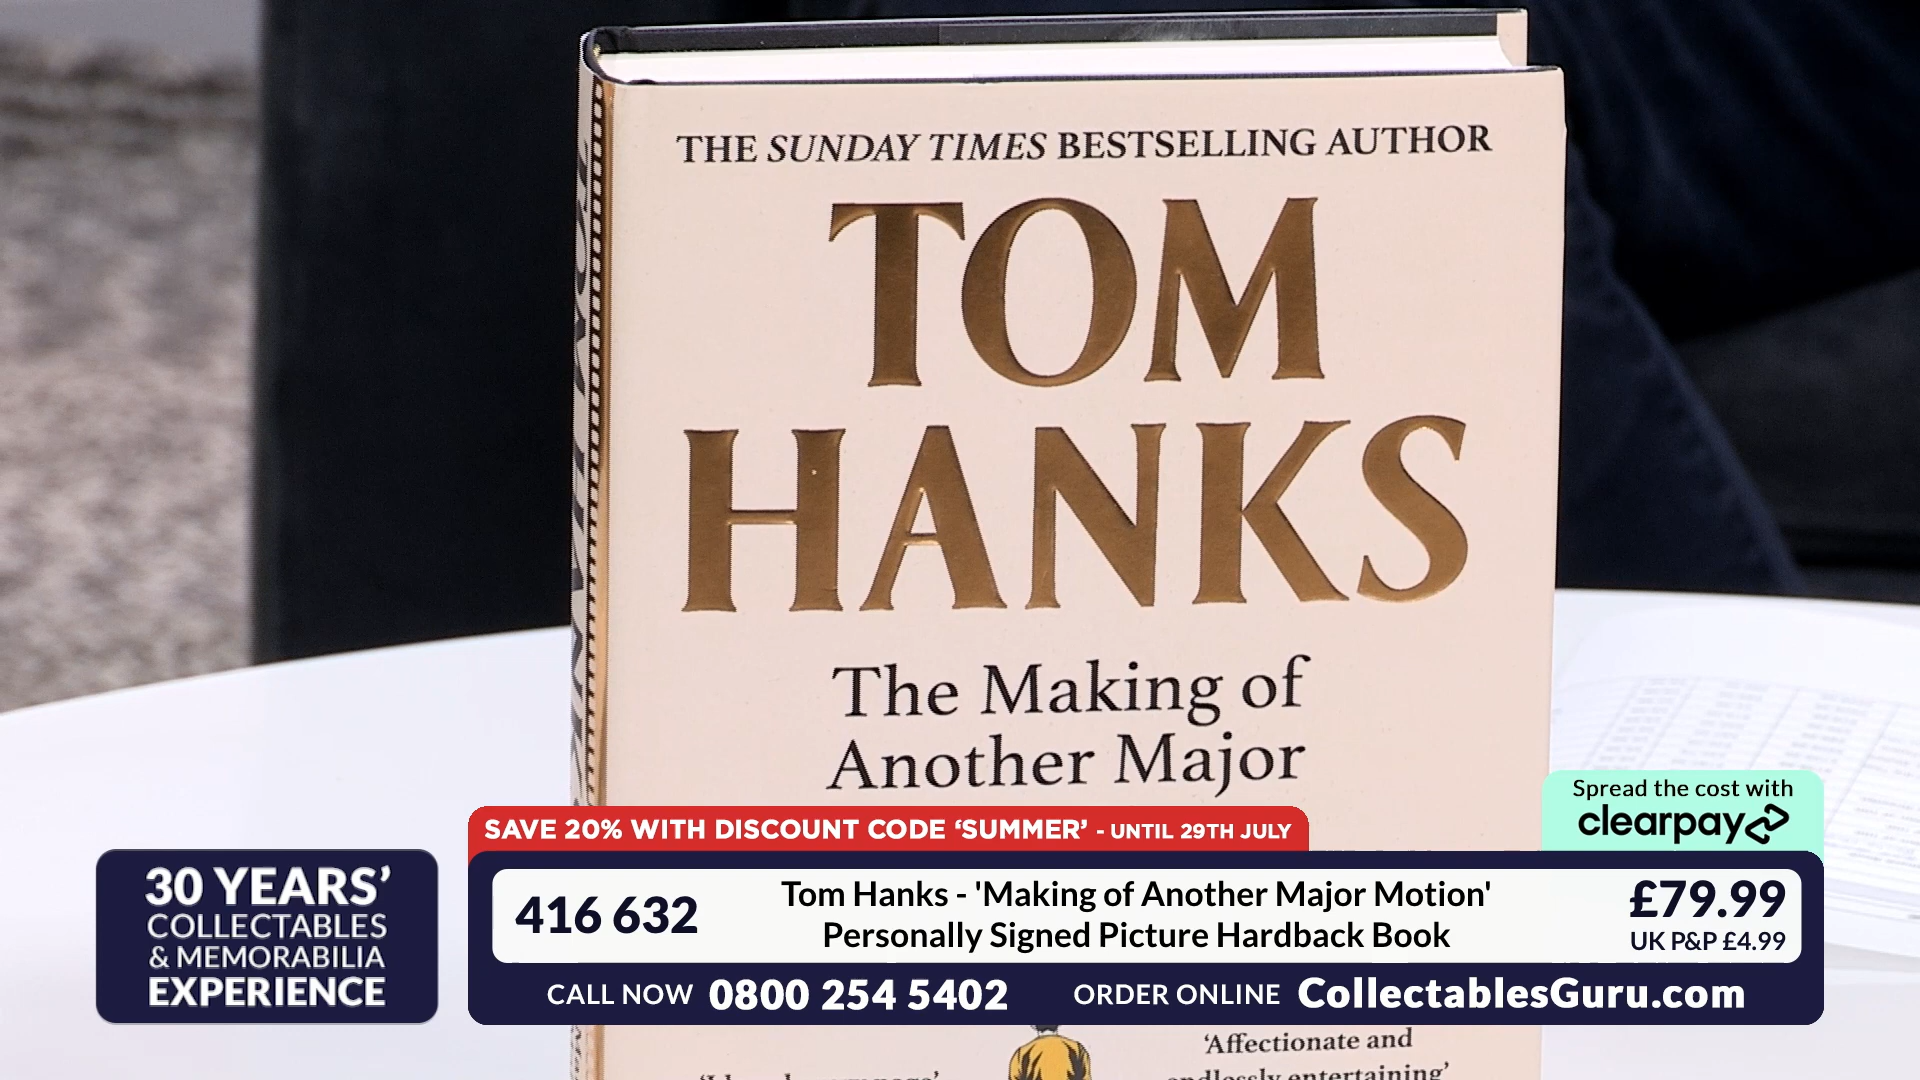 THE SUNDAY TIMES BESTSELLING AUTHOR
TOM
HANKS
The Making of
Another Major
SAVE 20% WITH DISCOUNT CODE ‘SUMMER’ - UNTIL 29TH JULY
Spread the cost with
clearpay
30 YEARS’
COLLECTABLES
& MEMORABILIA
EXPERIENCE
416 632
Tom Hanks - 'Making of Another Major Motion'
Personally Signed Picture Hardback Book
£79.99
UK P&P £4.99
CALL NOW 0800 254 5402
ORDER ONLINE CollectablesGuru.com
‘Affectionate and
endlessly entertaining’